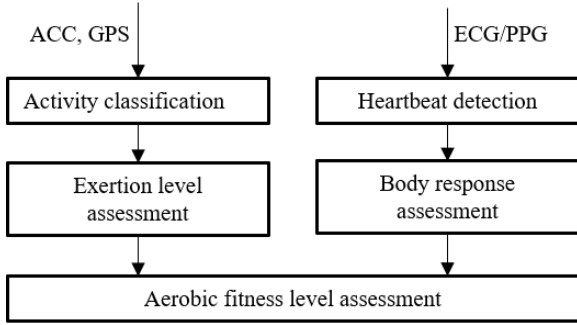 ACC, GPS
ECG/PPG
Activity classification
Heartbeat detection
Exertion level
assessment
Body response
assessment
Aerobic fitness level assessment